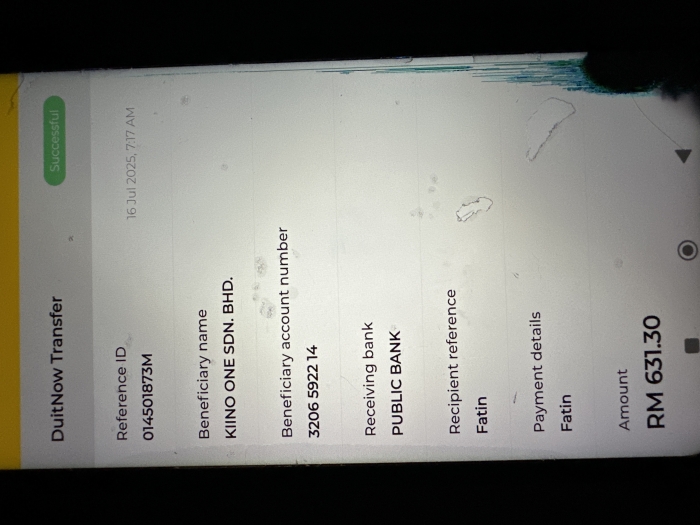 DuitNow Transfer
Successful
Reference ID
16 Jul 2025, 7:17 AM
014501873M
Beneficiary name
KIINO ONE SDN. BHD.
Beneficiary account number
3206 5922 14
Receiving bank
PUBLIC BANK
Recipient reference
Fatin
Payment details
Fatin
Amount
RM 631.30